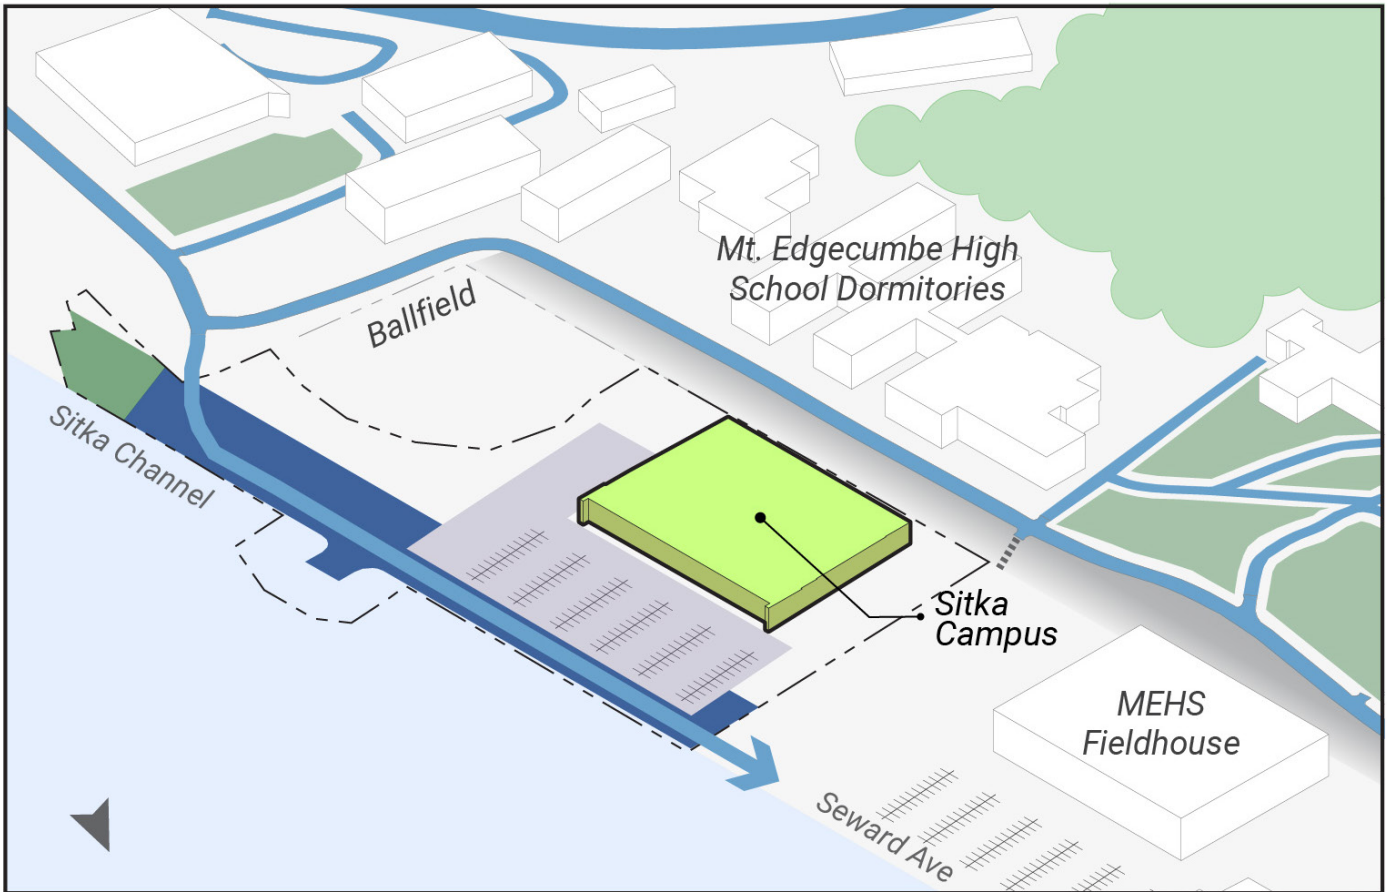 Mt. Edgecumbe High
School Dormitories
Ballfield
Sitka Channel
Sitka
Campus
MEHS
Fieldhouse
Seward Ave